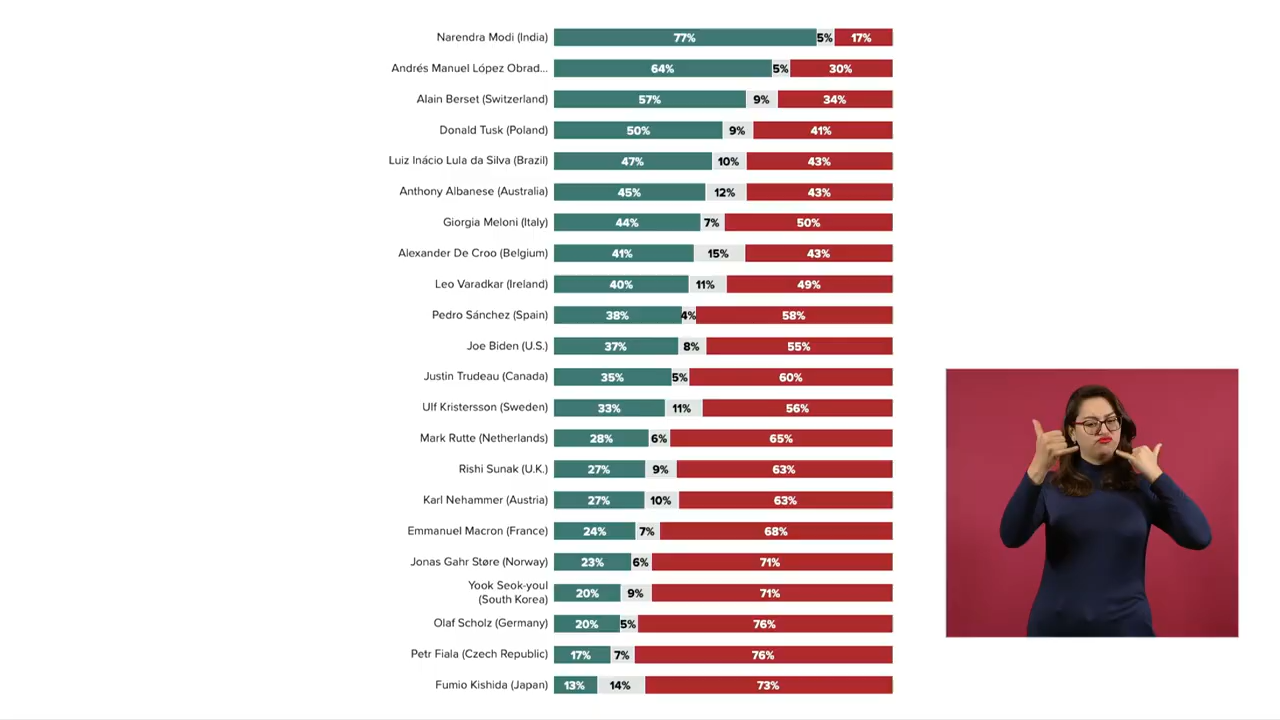 Narendra Modi (India) 77% 5% 17%
Andrés Manuel López Obrad... 64% 5% 30%
Alain Berset (Switzerland) 57% 9% 34%
Donald Tusk (Poland) 50% 9% 41%
Luiz Inácio Lula da Silva (Brazil) 47% 10% 43%
Anthony Albanese (Australia) 45% 12% 43%
Giorgia Meloni (Italy) 44% 7% 50%
Alexander De Croo (Belgium) 41% 15% 43%
Leo Varadkar (Ireland) 40% 11% 49%
Pedro Sánchez (Spain) 38% 4% 58%
Joe Biden (U.S.) 37% 8% 55%
Justin Trudeau (Canada) 35% 5% 60%
Ulf Kristersson (Sweden) 33% 11% 56%
Mark Rutte (Netherlands) 28% 6% 65%
Rishi Sunak (U.K.) 27% 9% 63%
Karl Nehammer (Austria) 27% 10% 63%
Emmanuel Macron (France) 24% 7% 68%
Jonas Gahr Støre (Norway) 23% 6% 71%
Yook Seok-youl
(South Korea) 20% 9% 71%
Olaf Scholz (Germany) 20% 5% 76%
Petr Fiala (Czech Republic) 17% 7% 76%
Fumio Kishida (Japan) 13% 14% 73%